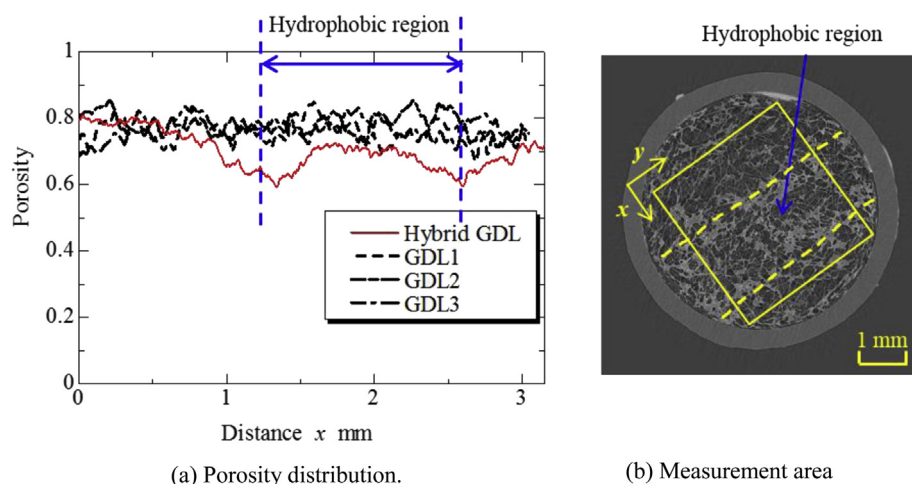 Hydrophobic region
1
0.8
0.6
0.4
0.2
0
Porosity
Hybrid GDL
GDL1
GDL2
GDL3
0 1 2 3
Distance x mm
(a) Porosity distribution.
Hydrophobic region
y
x
1 mm
(b) Measurement area